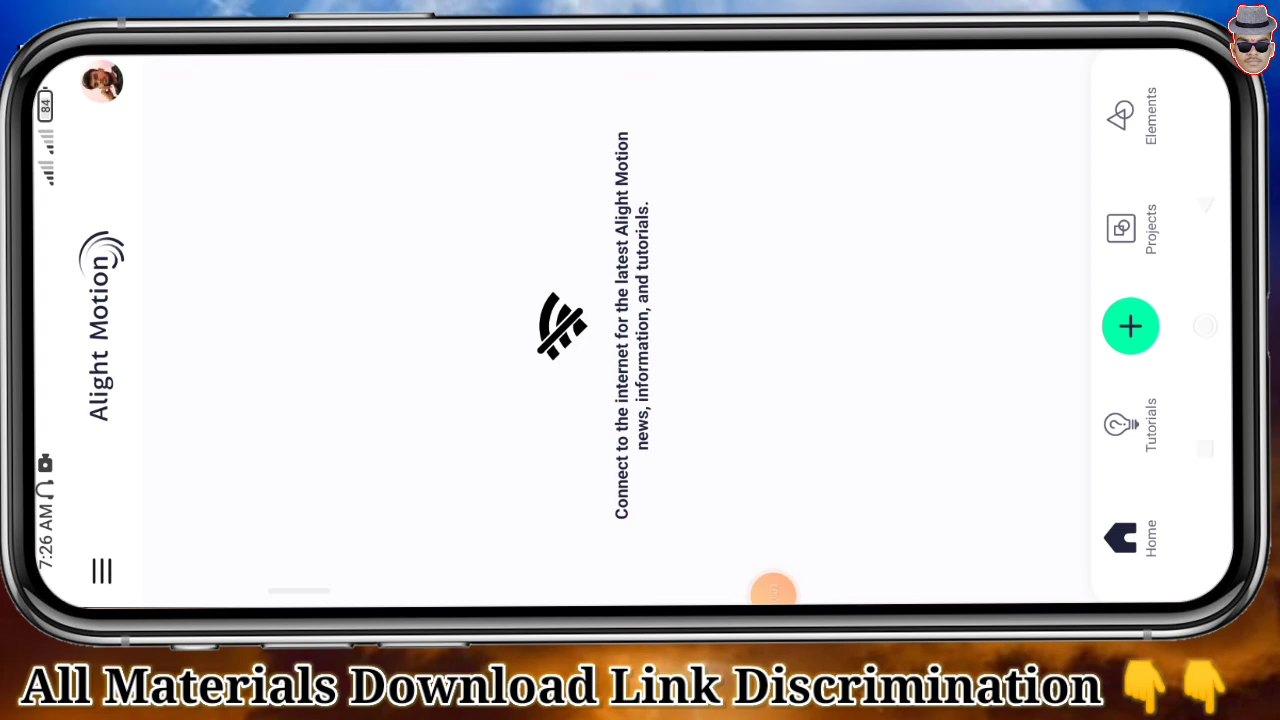 7:26 AM
84
Alight Motion
Connect to the internet for the latest Alight Motion
news, information, and tutorials.
Home
Tutorials
Projects
Elements
All Materials Download Link Discrimination 👇👇